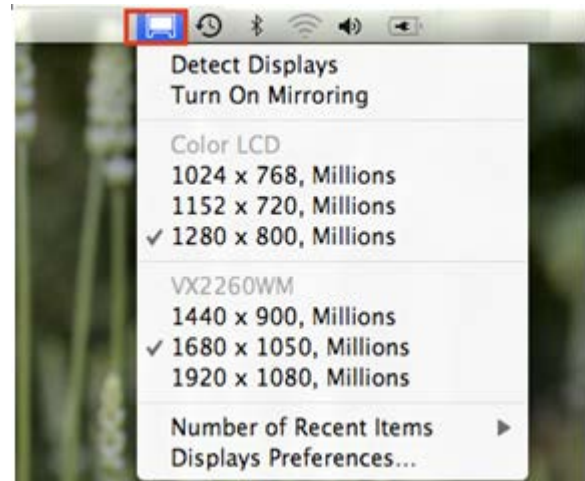 Detect Displays
Turn On Mirroring
Color LCD
1024 x 768, Millions
1152 x 720, Millions
✓ 1280 x 800, Millions
VX2260WM
1440 x 900, Millions
✓ 1680 x 1050, Millions
1920 x 1080, Millions
Number of Recent Items
Displays Preferences...